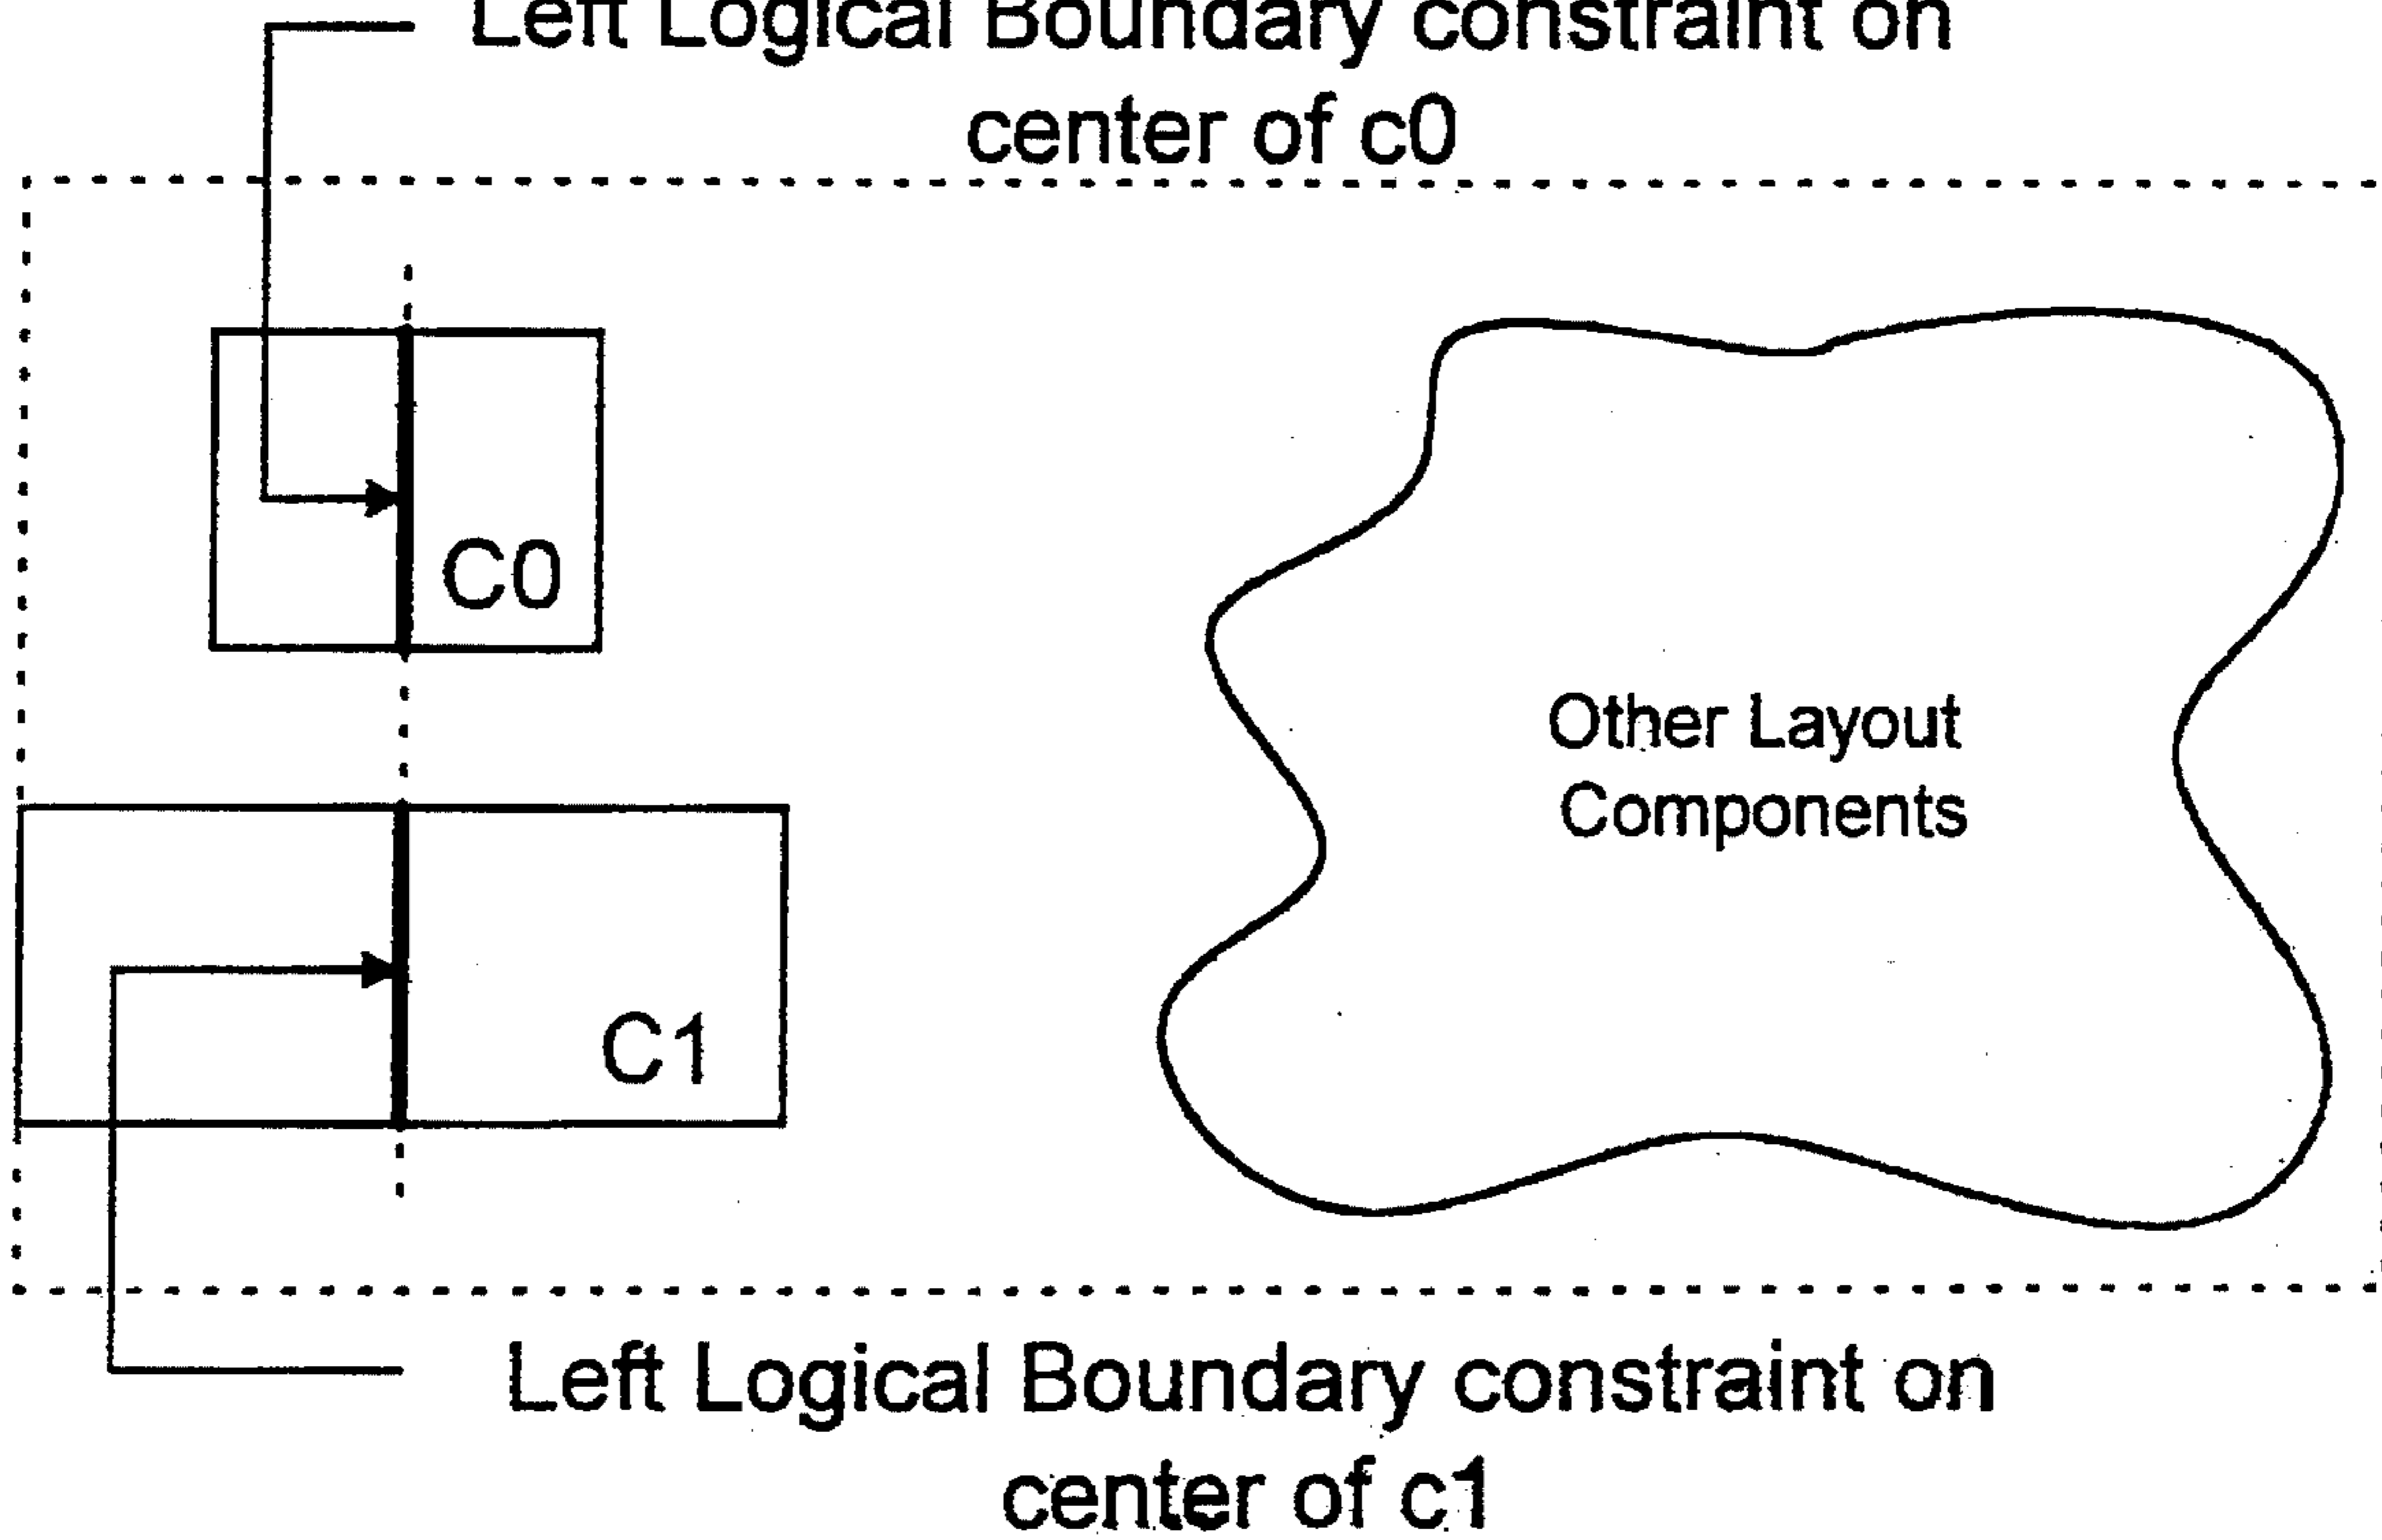 Left Logical Boundary constraint on
center of c0
C0
Other Layout
Components
C1
Left Logical Boundary constraint on
center of c1